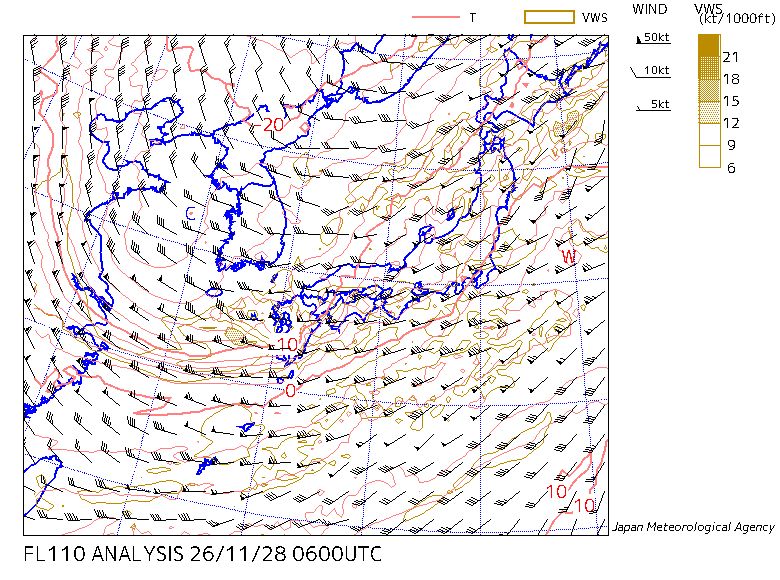 T
VWS
WIND
50kt
10kt
5kt
VWS
(kt/1000ft)
21
18
15
12
9
6
-20
C
W
-10
0
10
10
Japan Meteorological Agency
FL110 ANALYSIS 26/11/28 0600UTC